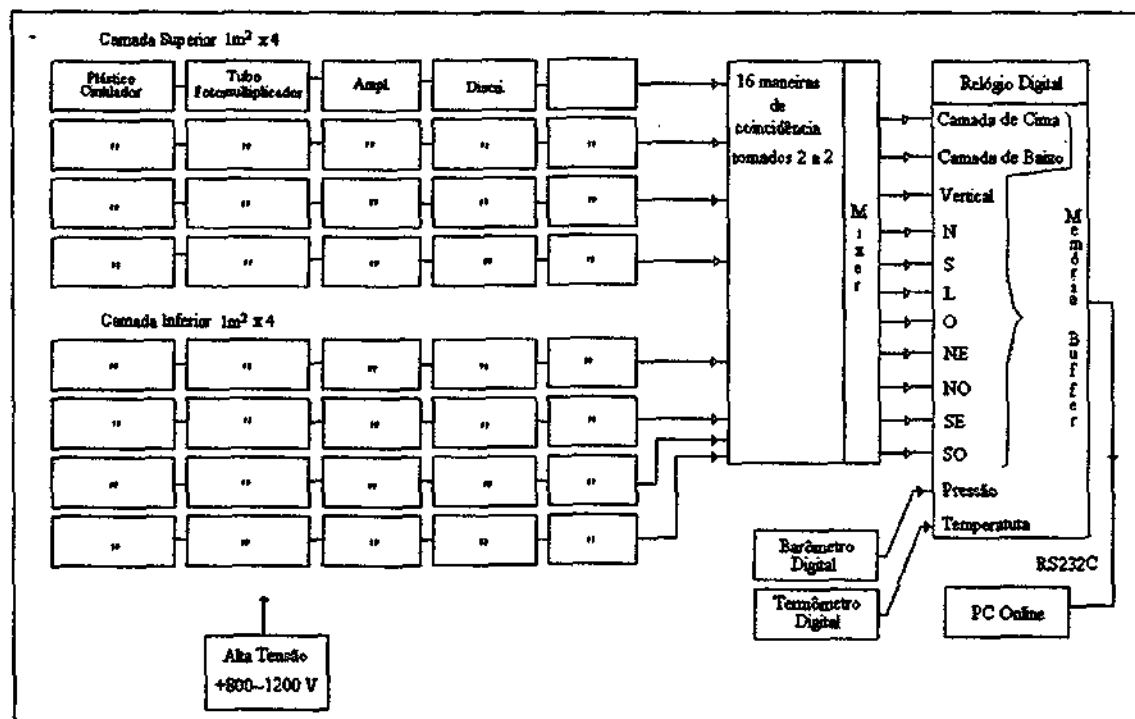 Camada Superior 1m² x 4
Plástico
Cintilador
Tubo
Fotomultiplicador
Ampl.
Discri.
" " " " "
" " " " "
" " " " "
Camada Inferior 1m² x 4
" " " " "
" " " " "
" " " " "
" " " " "
Alta Tensão
+800~1200 V
16 maneiras
de
coincidência
tomados 2 a 2
Mixer
Relógio Digital
Camada de Cima
Camada de Baixo
Vertical
N
S
L
O
NE
NO
SE
SO
Pressão
Temperatuta
Memória Buffer
Barômetro
Digital
Termômetro
Digital
RS232C
PC Online